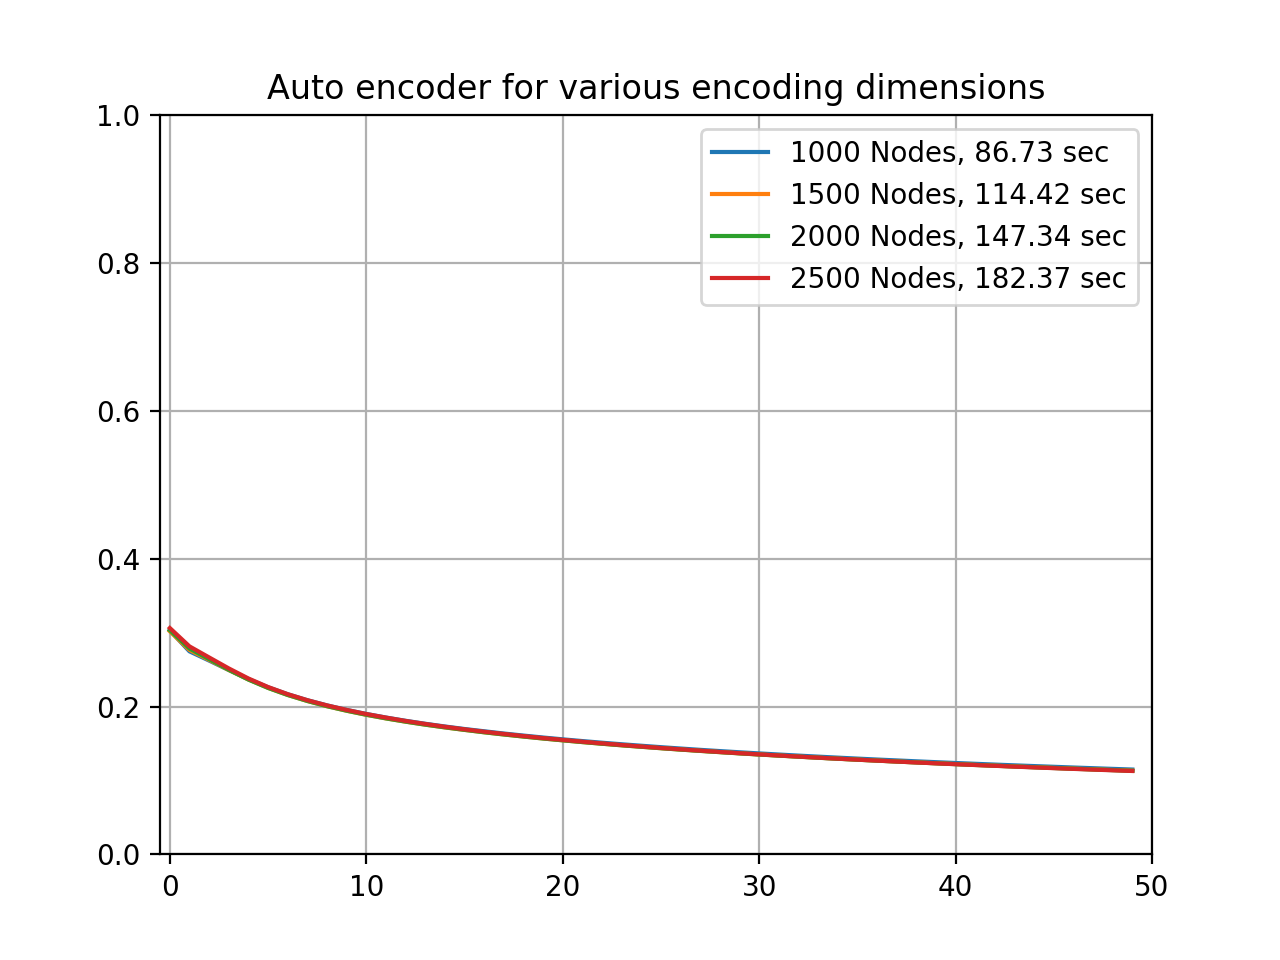 Auto encoder for various encoding dimensions
1.0
0.8
0.6
0.4
0.2
0.0
1000 Nodes, 86.73 sec
1500 Nodes, 114.42 sec
2000 Nodes, 147.34 sec
2500 Nodes, 182.37 sec
0 10 20 30 40 50